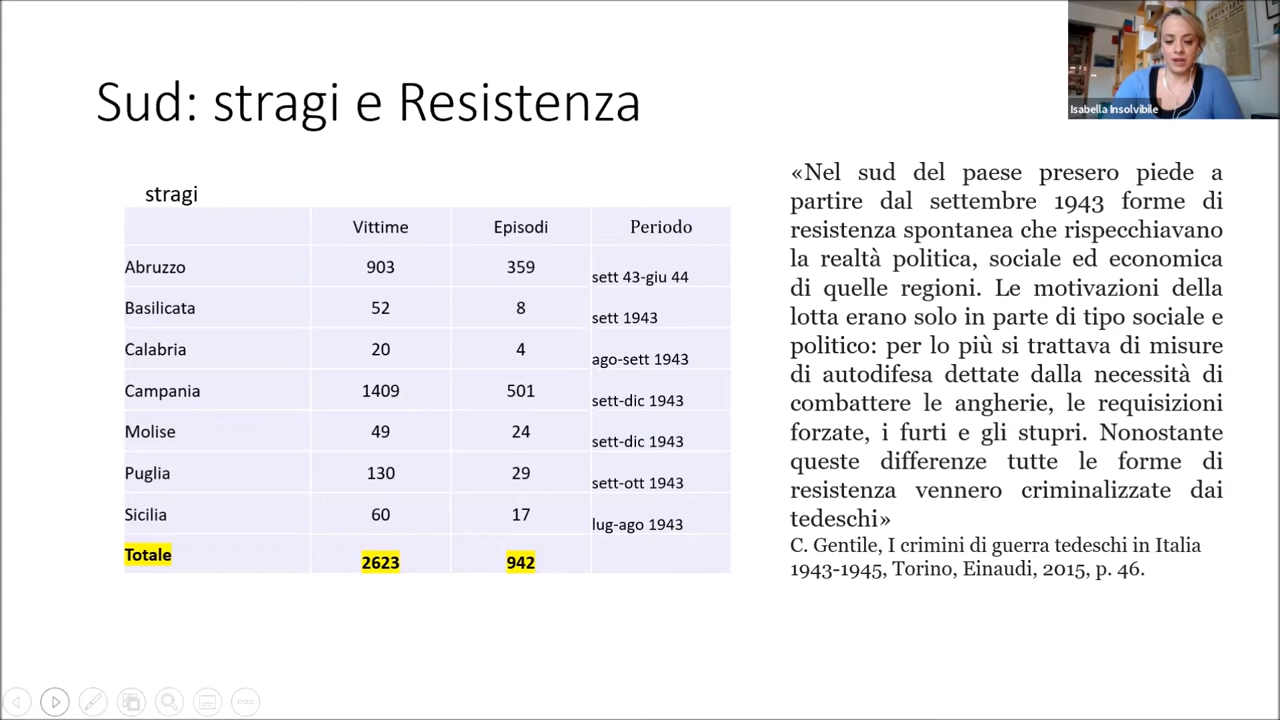 Isabella Insolvibile
Sud: stragi e Resistenza
stragi
Vittime Episodi Periodo
Abruzzo 903 359 sett 43-giu 44
Basilicata 52 8 sett 1943
Calabria 20 4 ago-sett 1943
Campania 1409 501 sett-dic 1943
Molise 49 24 sett-dic 1943
Puglia 130 29 sett-ott 1943
Sicilia 60 17 lug-ago 1943
Totale 2623 942
«Nel sud del paese presero piede a
partire dal settembre 1943 forme di
resistenza spontanea che rispecchiavano
la realtà politica, sociale ed economica
di quelle regioni. Le motivazioni della
lotta erano solo in parte di tipo sociale e
politico: per lo più si trattava di misure
di autodifesa dettate dalla necessità di
combattere le angherie, le requisizioni
forzate, i furti e gli stupri. Nonostante
queste differenze tutte le forme di
resistenza vennero criminalizzate dai
tedeschi»
C. Gentile, I crimini di guerra tedeschi in Italia
1943-1945, Torino, Einaudi, 2015, p. 46.